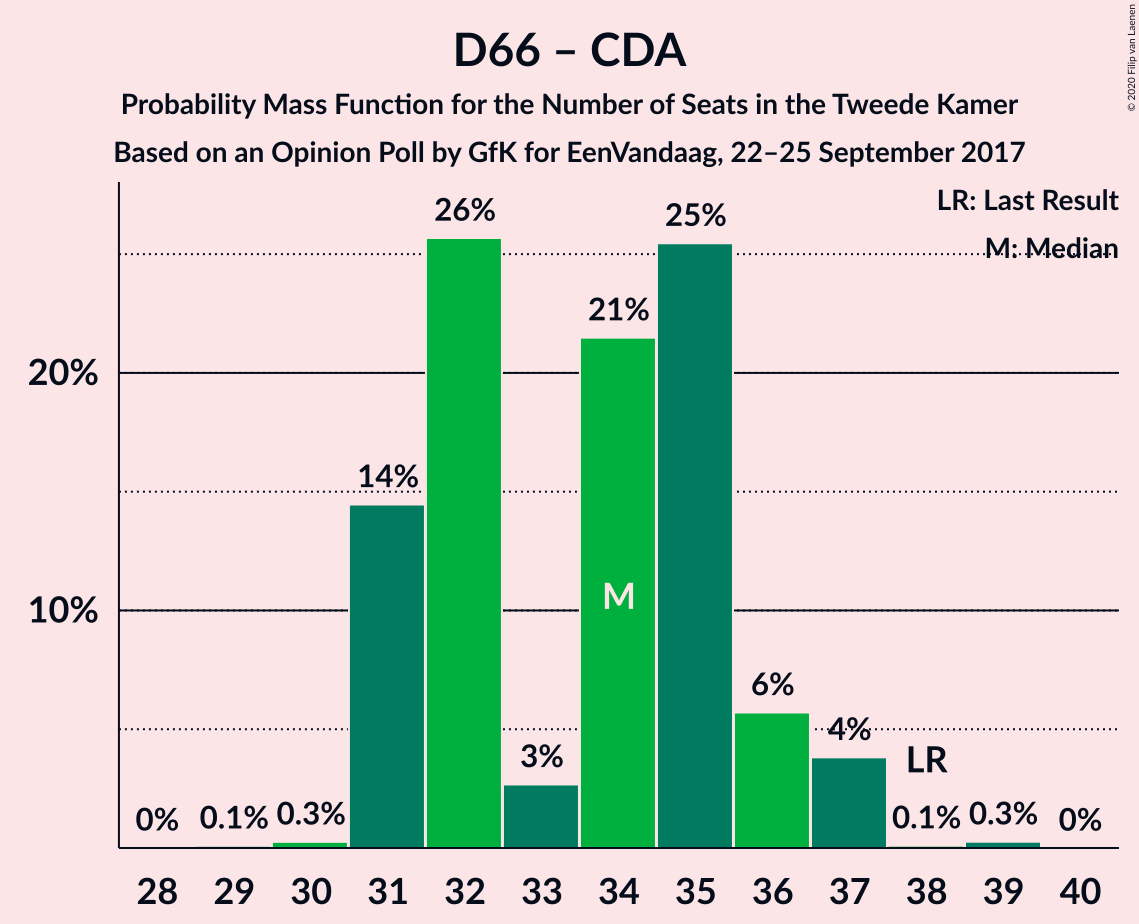 D66 – CDA
Probability Mass Function for the Number of Seats in the Tweede Kamer
Based on an Opinion Poll by GfK for EenVandaag, 22–25 September 2017
© 2020 Filip van Laenen
LR: Last Result
M: Median
20%
10%
0%
0.1%
0.3%
14%
26%
3%
21%
25%
6%
4%
0.1%
0.3%
0%
M
LR
28 29 30 31 32 33 34 35 36 37 38 39 40